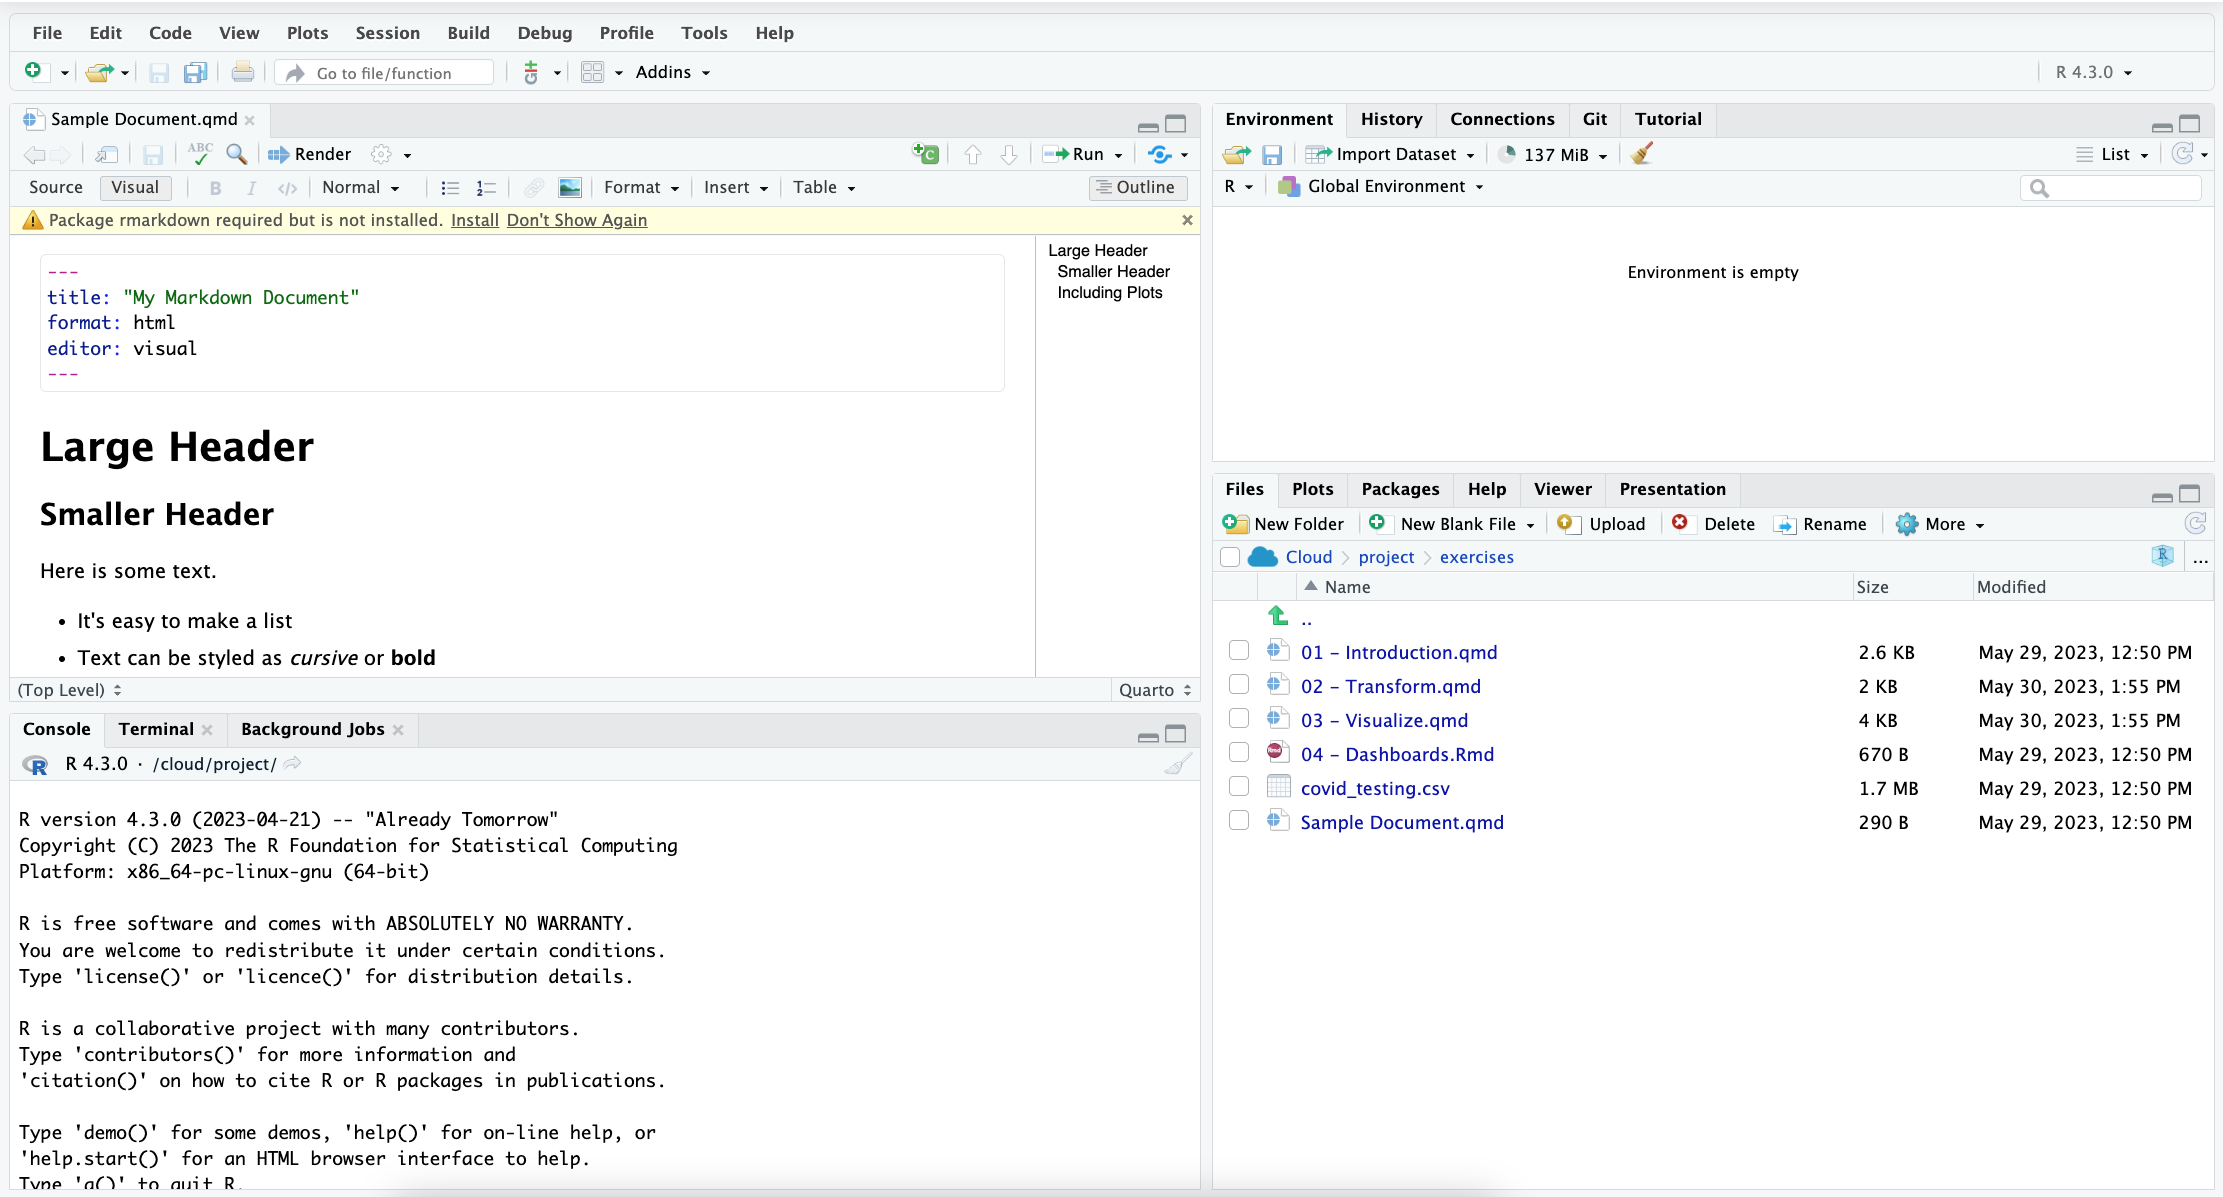 File Edit Code View Plots Session Build Debug Profile Tools Help
Go to file/function Addins R 4.3.0
Sample Document.qmd
ABC Render Run
Source Visual B I </> Normal Format Insert Table Outline
Package rmarkdown required but is not installed. Install Don't Show Again
---
title: "My Markdown Document"
format: html
editor: visual
---
Large Header
Smaller Header
Here is some text.
• It's easy to make a list
• Text can be styled as cursive or bold
Large Header
Smaller Header
Including Plots
(Top Level) Quarto
Console Terminal Background Jobs
R 4.3.0 · /cloud/project/
R version 4.3.0 (2023-04-21) -- "Already Tomorrow"
Copyright (C) 2023 The R Foundation for Statistical Computing
Platform: x86_64-pc-linux-gnu (64-bit)
R is free software and comes with ABSOLUTELY NO WARRANTY.
You are welcome to redistribute it under certain conditions.
Type 'license()' or 'licence()' for distribution details.
R is a collaborative project with many contributors.
Type 'contributors()' for more information and
'citation()' on how to cite R or R packages in publications.
Type 'demo()' for some demos, 'help()' for on-line help, or
'help.start()' for an HTML browser interface to help.
Type 'q()' to quit R.
Environment History Connections Git Tutorial
Import Dataset 137 MiB List
R Global Environment
Environment is empty
Files Plots Packages Help Viewer Presentation
New Folder New Blank File Upload Delete Rename More
Cloud project exercises ...
Name Size Modified
..
01 - Introduction.qmd 2.6 KB May 29, 2023, 12:50 PM
02 - Transform.qmd 2 KB May 30, 2023, 1:55 PM
03 - Visualize.qmd 4 KB May 30, 2023, 1:55 PM
04 - Dashboards.Rmd 670 B May 29, 2023, 12:50 PM
covid_testing.csv 1.7 MB May 29, 2023, 12:50 PM
Sample Document.qmd 290 B May 29, 2023, 12:50 PM